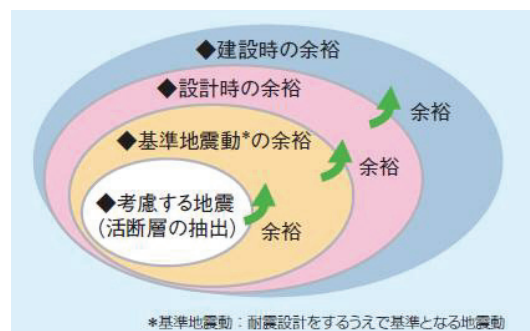 ◆建設時の余裕
◆設計時の余裕
余裕
◆基準地震動*の余裕
余裕
◆考慮する地震
(活断層の抽出)
余裕
*基準地震動：耐震設計をするうえで基準となる地震動